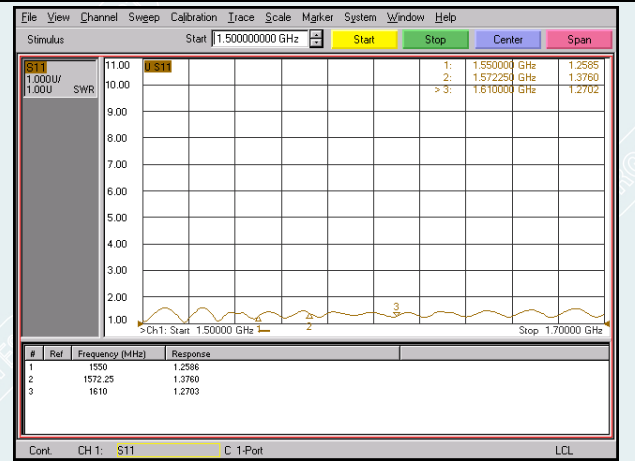 File View Channel Sweep Calibration Trace Scale Marker System Window Help
Stimulus Start 1.500000000 GHz Start Stop Center Span
S11
1.000U/
1.00U SWR
11.00
10.00
9.00
8.00
7.00
6.00
5.00
4.00
3.00
2.00
1.00
U S11
1: 1.550000 GHz 1.2585
2: 1.572250 GHz 1.3760
> 3: 1.610000 GHz 1.2702
1
2
3
>Ch1: Start 1.50000 GHz Stop 1.70000 GHz
# Ref Frequency (MHz) Response
1 1550 1.2586
2 1572.25 1.3760
3 1610 1.2703
Cont. CH 1: S11 C 1-Port LCL